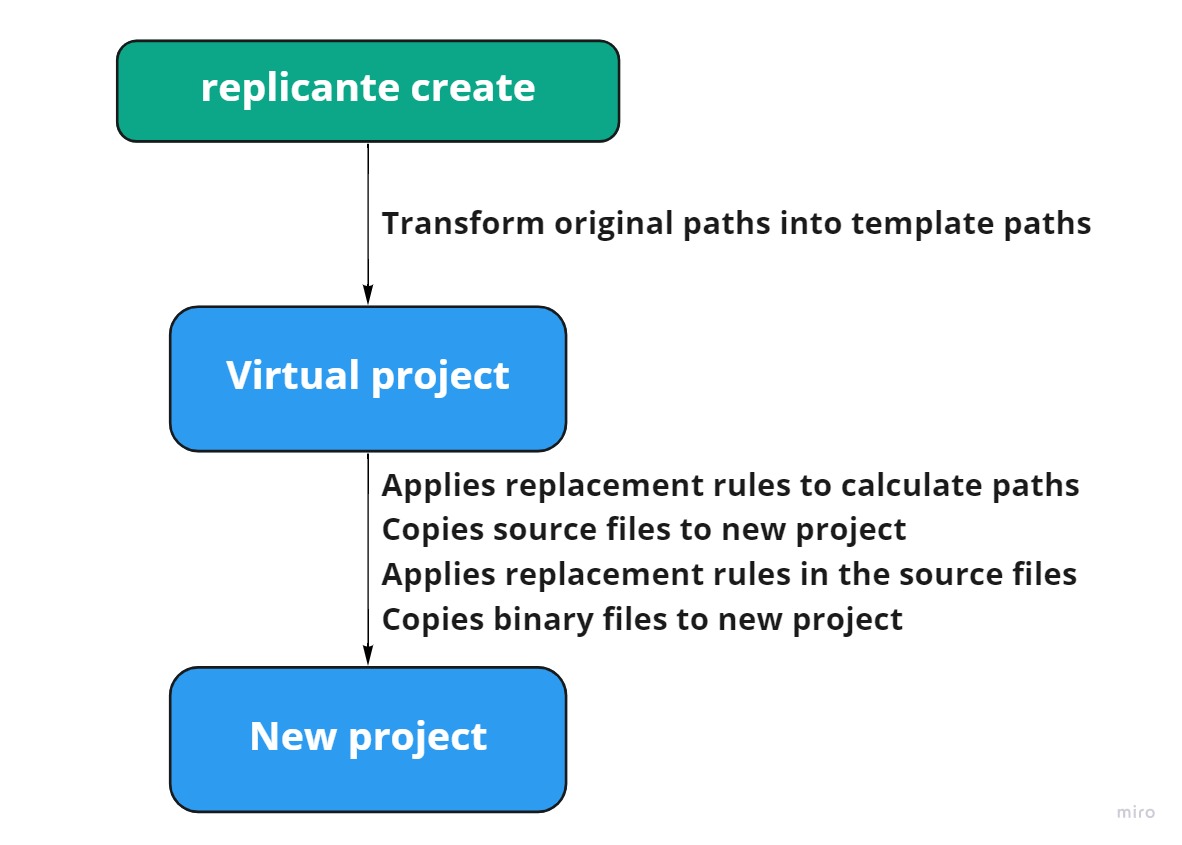 replicante create
Transform original paths into template paths
Virtual project
Applies replacement rules to calculate paths
Copies source files to new project
Applies replacement rules in the source files
Copies binary files to new project
New project
miro